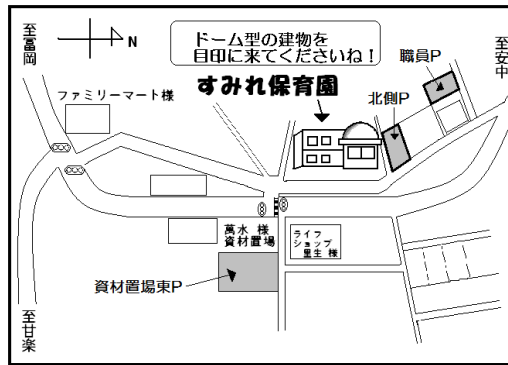 至富岡
N
ドーム型の建物を
目印に来てくださいね！
すみれ保育園
職員P
至安中
北側P
ファミリーマート様
萬水 様
資材置場
ライフ
ショップ
里生 様
資材置場東P
至甘楽